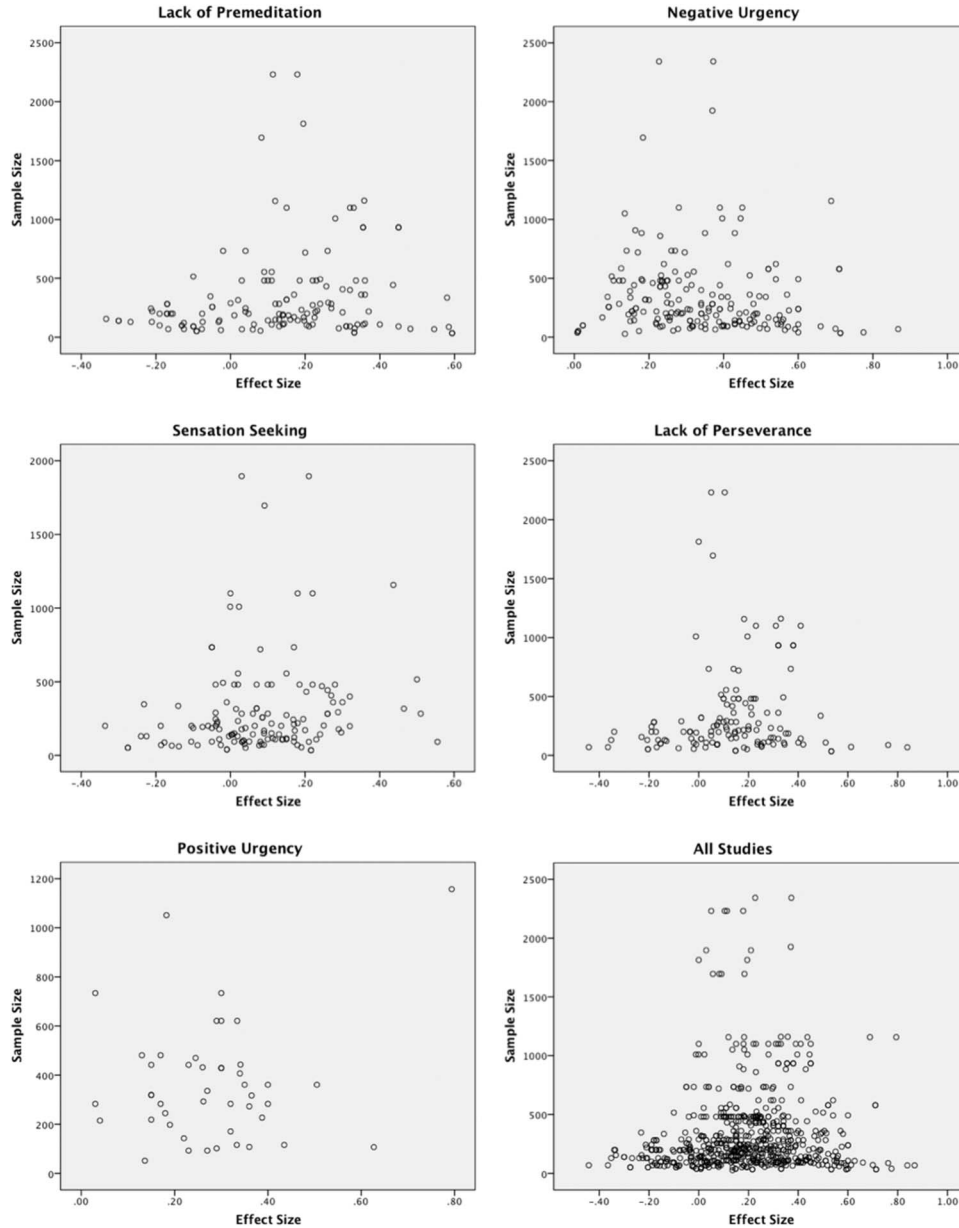 Lack of Premeditation
2500
2000
1500
1000
500
0
Sample Size
-.40 -.20 .00 .20 .40 .60
Effect Size
Negative Urgency
2500
2000
1500
1000
500
0
Sample Size
.00 .20 .40 .60 .80 1.00
Effect Size
Sensation Seeking
2000
1500
1000
500
0
Sample Size
-.40 -.20 .00 .20 .40 .60
Effect Size
Lack of Perseverance
2500
2000
1500
1000
500
0
Sample Size
-.40 -.20 .00 .20 .40 .60 .80 1.00
Effect Size
Positive Urgency
1200
1000
800
600
400
200
0
Sample Size
.00 .20 .40 .60 .80
Effect Size
All Studies
2500
2000
1500
1000
500
0
Sample Size
-.40 -.20 .00 .20 .40 .60 .80 1.00
Effect Size